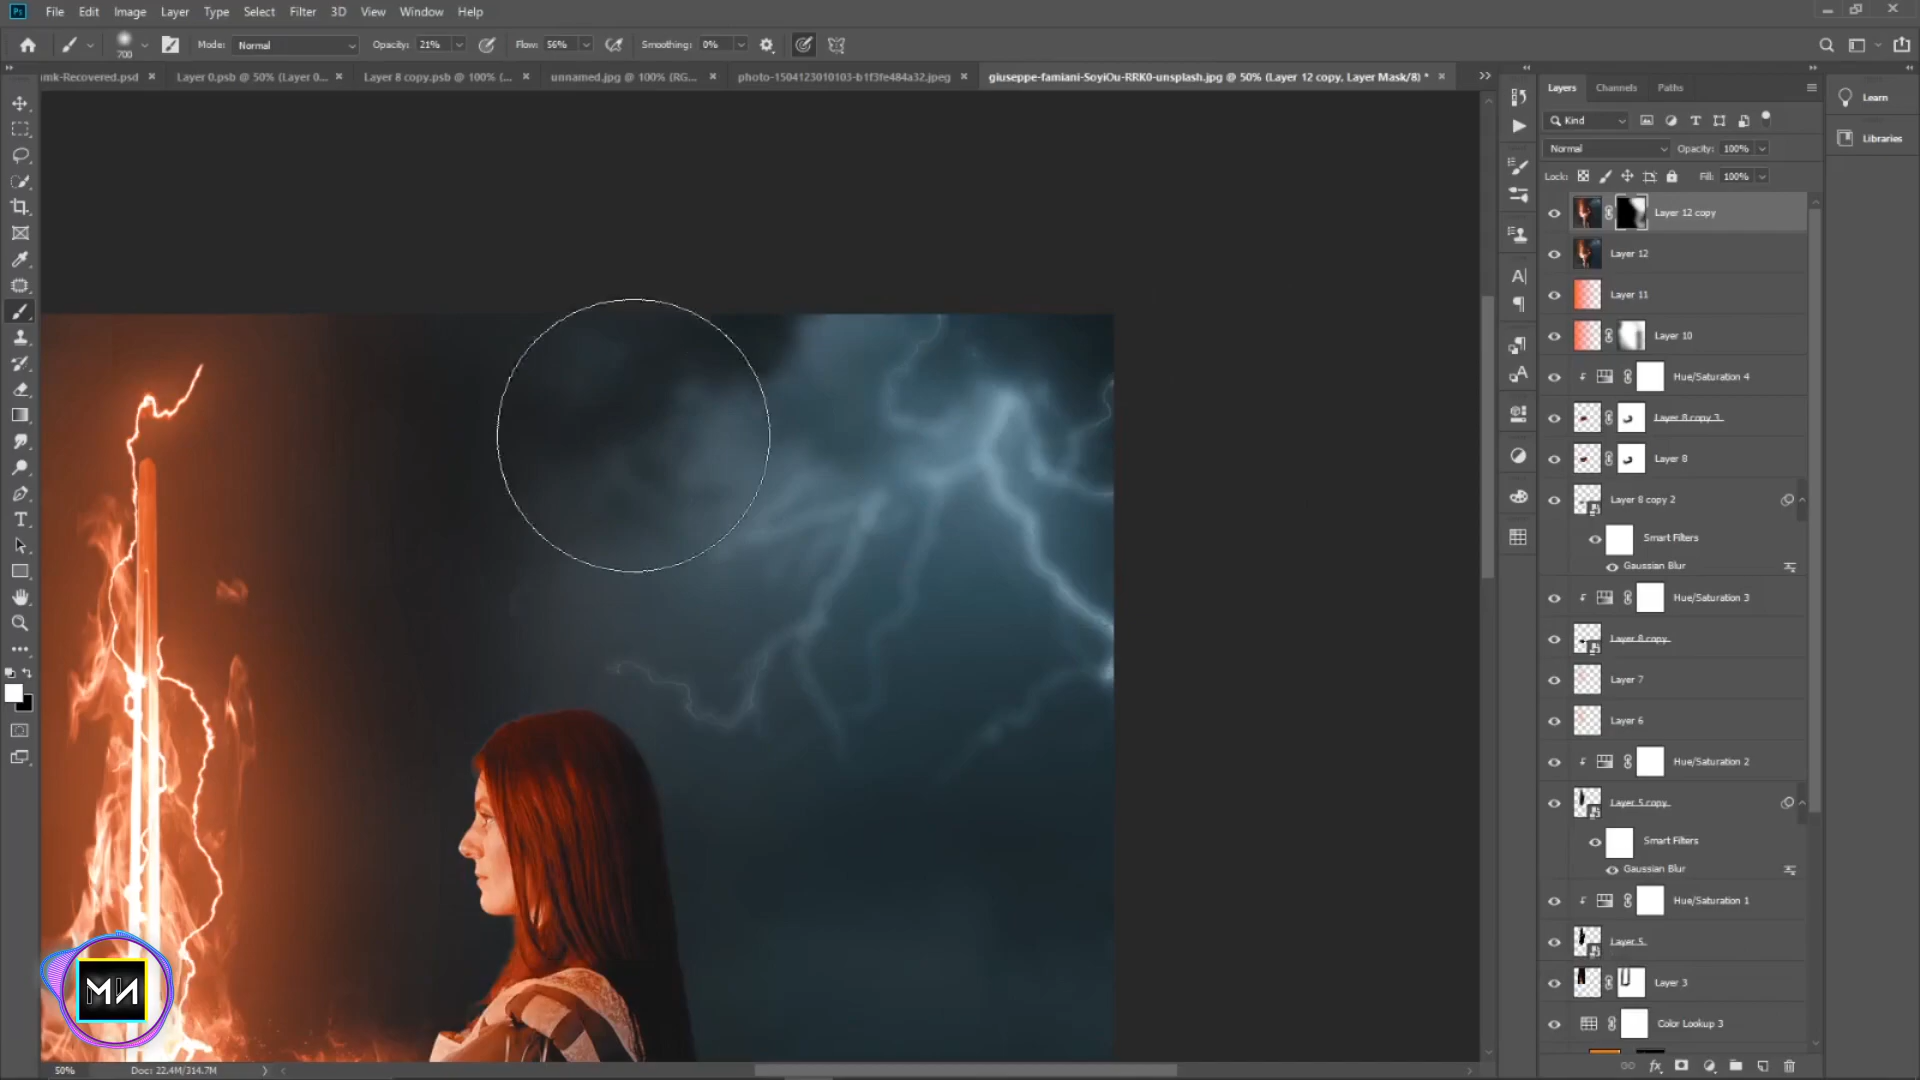 Ps File Edit Image Layer Type Select Filter 3D View Window Help
700 Mode: Normal Opacity: 21% Flow: 56% Smoothing: 0%
imk-Recovered.psd × Layer 0.psb @ 50% (Layer 0... × Layer 8 copy.psb @ 100% (... × unnamed.jpg @ 100% (RG... × photo-1504123010103-b1f3fe484a32.jpeg × giuseppe-famiani-SoyiOu-RRK0-unsplash.jpg @ 50% (Layer 12 copy, Layer Mask/8) * ×
Layers Channels Paths
Learn
Libraries
Kind
Normal Opacity: 100%
Lock: Fill: 100%
Layer 12 copy
Layer 12
Layer 11
Layer 10
Hue/Saturation 4
Layer 8 copy 3
Layer 8
Layer 8 copy 2
Smart Filters
Gaussian Blur
Hue/Saturation 3
Layer 8 copy
Layer 7
Layer 6
Hue/Saturation 2
Layer 5 copy
Smart Filters
Gaussian Blur
Hue/Saturation 1
Layer 5
Layer 3
Color Lookup 3
50% Doc: 22.4M/314.7M